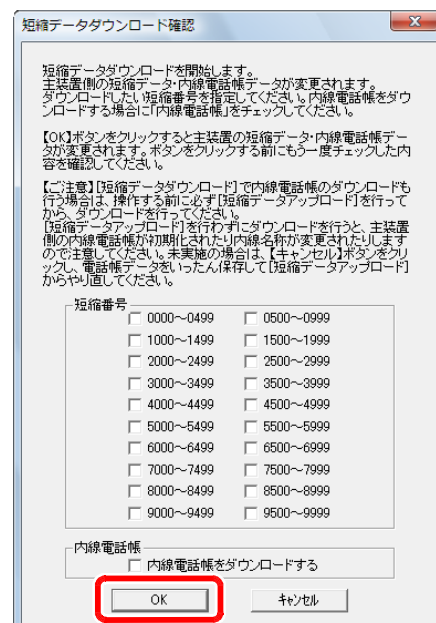 短縮データダウンロード確認
短縮データダウンロードを開始します。
主装置側の短縮データ・内線電話帳データが変更されます。
ダウンロードしたい短縮番号を指定してください。内線電話帳をダウ
ンロードする場合に「内線電話帳」をチェックしてください。
【OK】ボタンをクリックすると主装置の短縮データ・内線電話帳デー
タが変更されます。ボタンをクリックする前にもう一度チェックした内
容を確認してください。
【ご注意】[短縮データダウンロード]で内線電話帳のダウンロードも
行う場合は、操作する前に必ず[短縮データアップロード]を行って
から、ダウンロードを行ってください。
[短縮データアップロード]を行わずにダウンロードを行うと、主装置
側の内線電話帳が初期化されたり内線名称が変更されたりします
ので注意してください。未実施の場合は、【キャンセル】ボタンをクリ
ックし、電話帳データをいったん保存して[短縮データアップロード]
からやり直してください。
短縮番号
0000～0499 0500～0999
1000～1499 1500～1999
2000～2499 2500～2999
3000～3499 3500～3999
4000～4499 4500～4999
5000～5499 5500～5999
6000～6499 6500～6999
7000～7499 7500～7999
8000～8499 8500～8999
9000～9499 9500～9999
内線電話帳
内線電話帳をダウンロードする
OK キャンセル